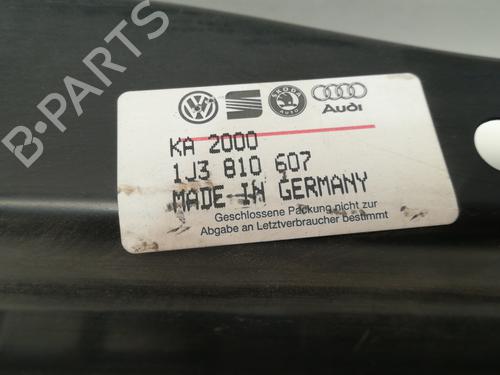 B-PARTS
SKODA
AUTO
Audi
KA 2000
1J3 810 607
MADE IN GERMANY
Geschlossene Packung nicht zur
Abgabe an Letztverbraucher bestimmt